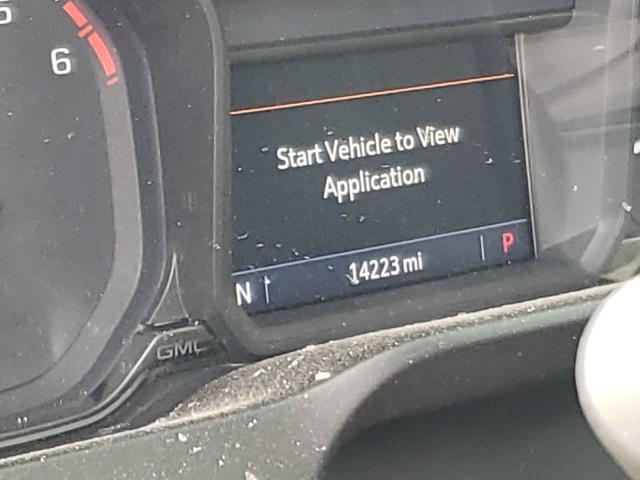 6
Start Vehicle to View
Application
N 14223 mi P
GMC